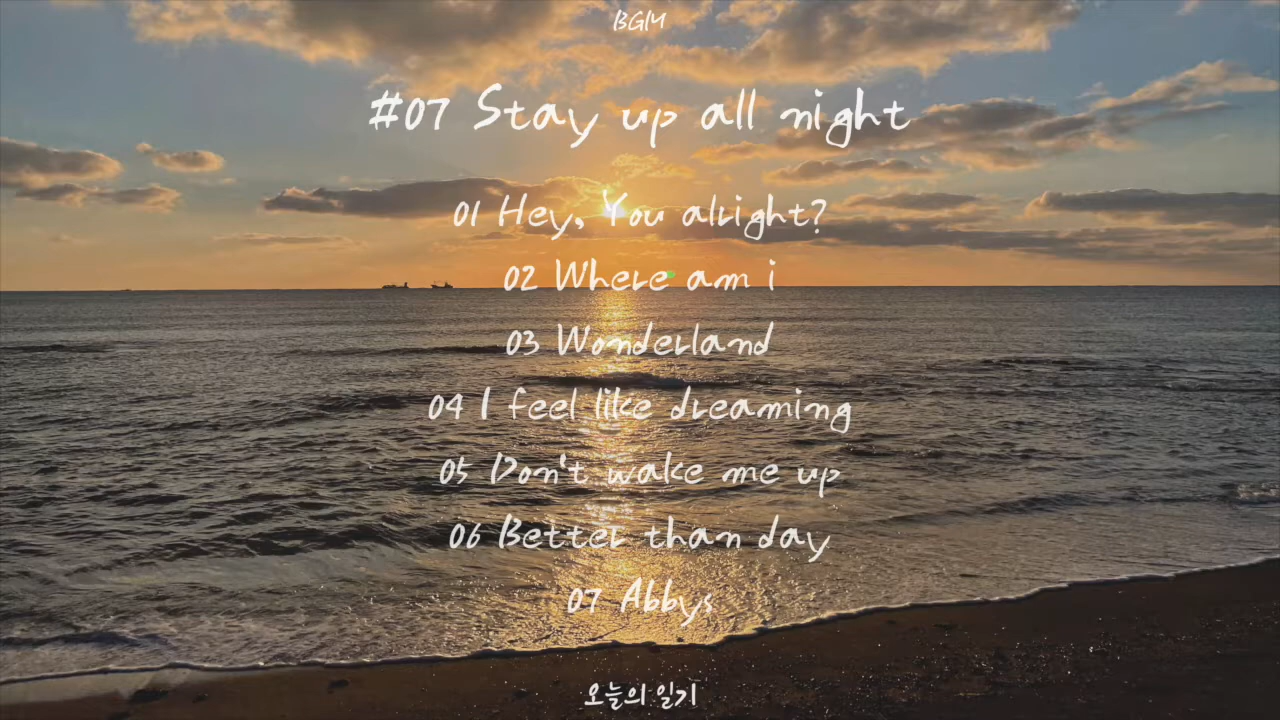 BGM
#07 Stay up all night
01 Hey, You alright?
02 Where am i
03 Wonderland
04 I feel like dreaming
05 Don't wake me up
06 Better than day
07 Abbys
오늘의 일기